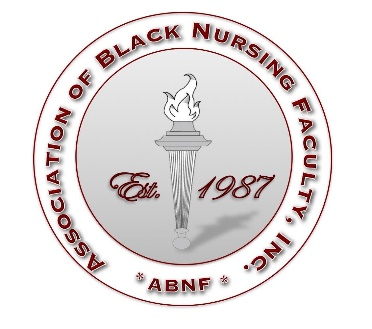 Association of Black Nursing Faculty, Inc.
Est. 1987
* ABNF *